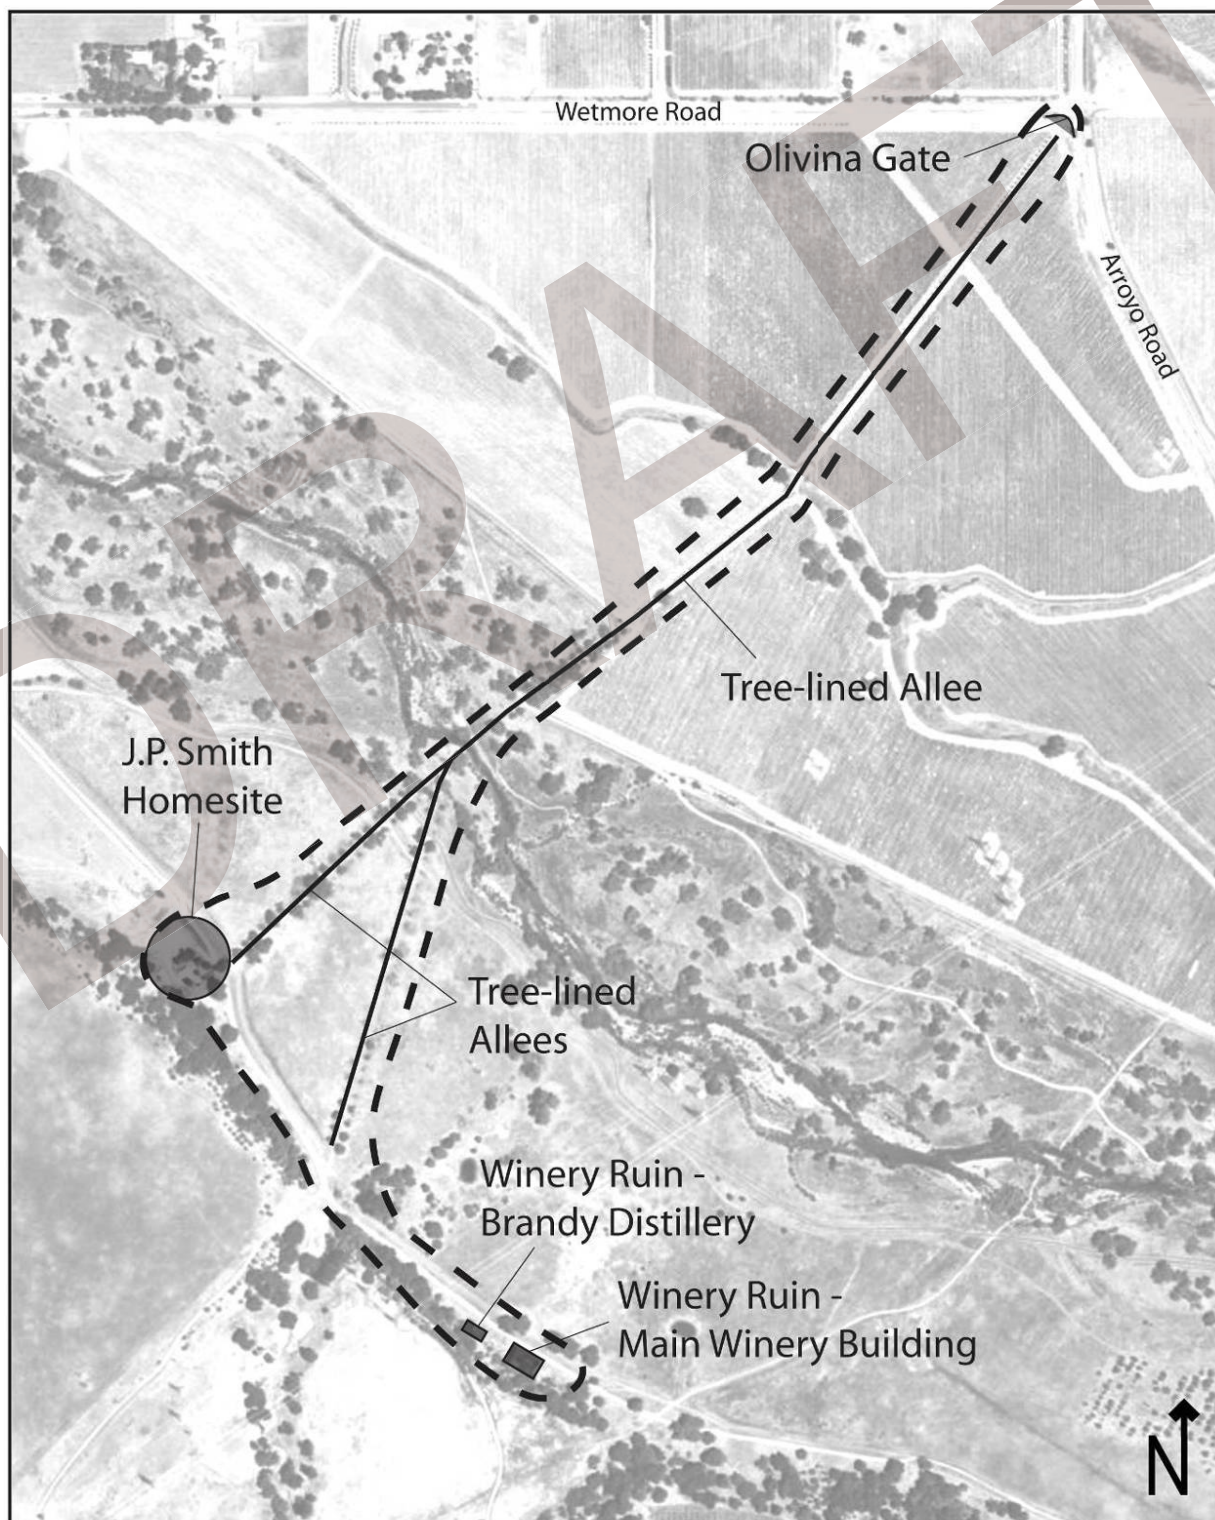 Wetmore Road
Olivina Gate
Arroyo Road
Tree-lined Allee
J.P. Smith
Homesite
Tree-lined
Allees
Winery Ruin -
Brandy Distillery
Winery Ruin -
Main Winery Building
N
DRAFT